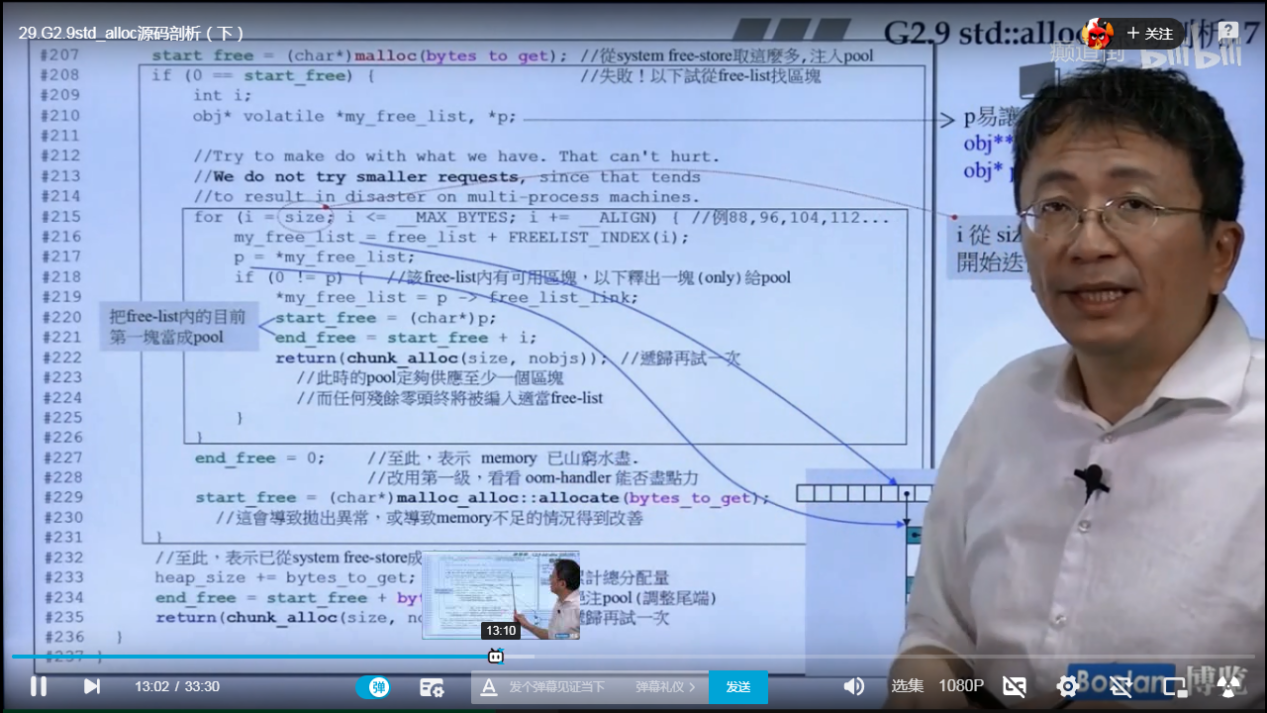 29.G2.9std_alloc源码剖析（下）
G2.9 std::alloc
剖析
7
+ 关注
bilibili
#207 start_free = (char*)malloc(bytes_to_get); //從system free-store取這麼多,注入pool
#208 if (0 == start_free) { //失敗！以下試從free-list找區塊
#209 int i;
#210 obj* volatile *my_free_list, *p;
p易讓
#211
obj**
#212 //Try to make do with what we have. That can't hurt.
obj*
#213 //We do not try smaller requests, since that tends
#214 //to result in disaster on multi-process machines.
#215 for (i = size; i <= __MAX_BYTES; i += __ALIGN) { //例88,96,104,112...
#216 my_free_list = free_list + FREELIST_INDEX(i);
i 從 siz
#217 p = *my_free_list;
開始迭
#218 if (0 != p) { //該free-list內有可用區塊，以下釋出一塊(only)給pool
#219 *my_free_list = p -> free_list_link;
把free-list內的目前
第一塊當成pool
#220 start_free = (char*)p;
#221 end_free = start_free + i;
#222 return(chunk_alloc(size, nobjs)); //遞歸再試一次
#223 //此時的pool定夠供應至少一個區塊
#224 //而任何殘餘零頭終將被編入適當free-list
#225 }
#226 }
#227 end_free = 0; //至此，表示 memory 已山窮水盡.
#228 //改用第一級，看看 oom-handler 能否盡點力
#229 start_free = (char*)malloc_alloc::allocate(bytes_to_get);
#230 //這會導致拋出異常，或導致memory不足的情況得到改善
#231 }
#232 //至此，表示已從system free-store成
#233 heap_size += bytes_to_get; 累計總分配量
#234 end_free = start_free + byt 注pool(調整尾端)
#235 return(chunk_alloc(size, no 遞歸再試一次
#236 }
#237 }
13:10
13:02 / 33:30
弹
发个弹幕见证当下
弹幕礼仪 >
发送
选集
1080P
Boolan 博览